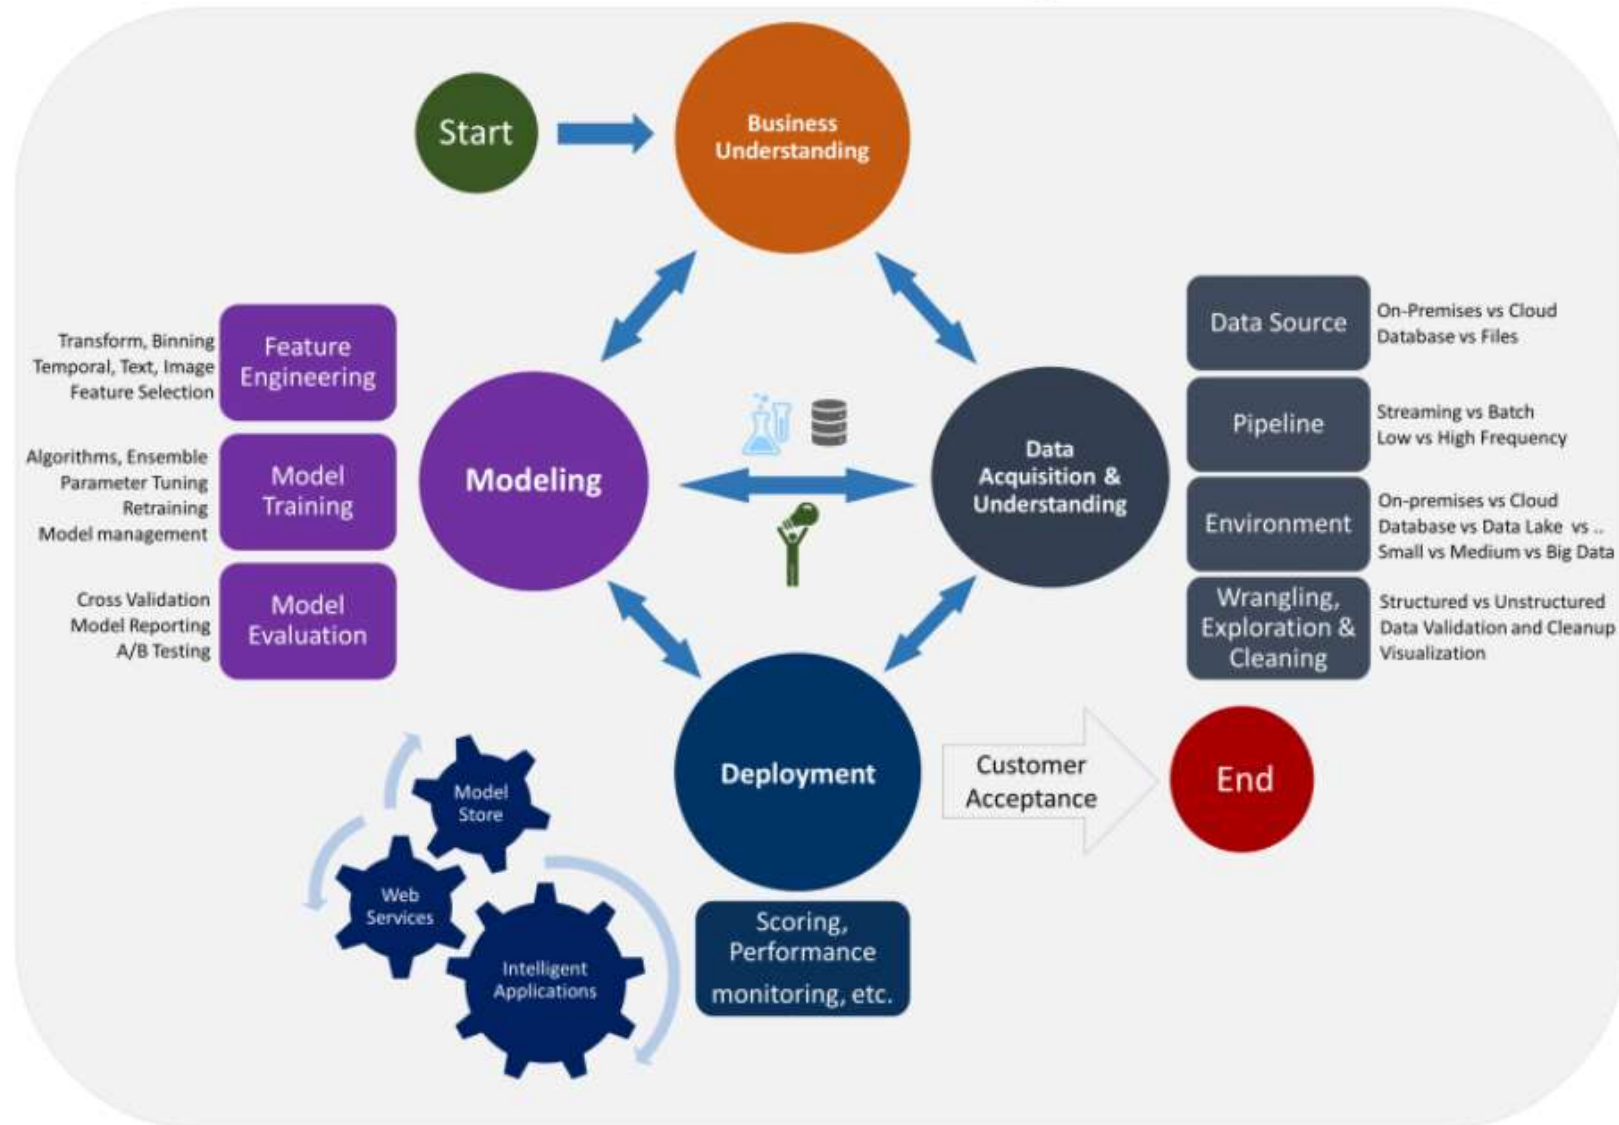 Start
Business
Understanding
Transform, Binning
Temporal, Text, Image
Feature Selection
Feature
Engineering
Algorithms, Ensemble
Parameter Tuning
Retraining
Model management
Model
Training
Cross Validation
Model Reporting
A/B Testing
Model
Evaluation
Modeling
Data
Acquisition &
Understanding
Data Source
On-Premises vs Cloud
Database vs Files
Pipeline
Streaming vs Batch
Low vs High Frequency
Environment
On-premises vs Cloud
Database vs Data Lake vs ..
Small vs Medium vs Big Data
Wrangling,
Exploration &
Cleaning
Structured vs Unstructured
Data Validation and Cleanup
Visualization
Deployment
Customer
Acceptance
End
Model
Store
Web
Services
Intelligent
Applications
Scoring,
Performance
monitoring, etc.